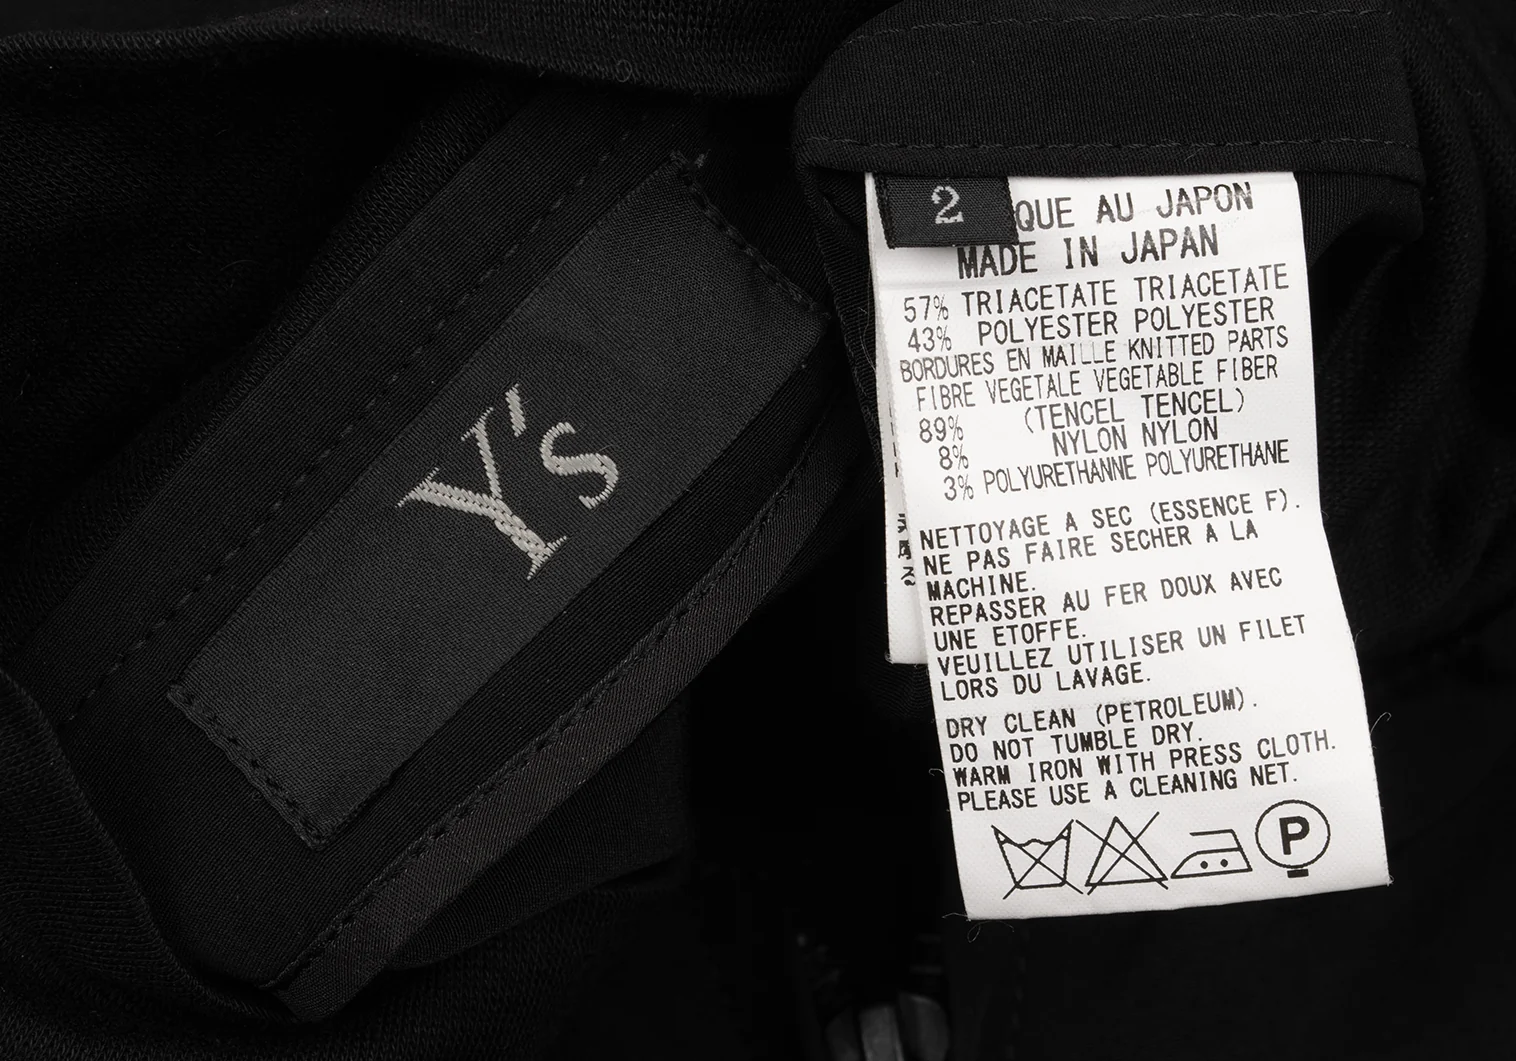 Y's
2
QUE AU JAPON
MADE IN JAPAN
57% TRIACETATE TRIACETATE
43% POLYESTER POLYESTER
BORDURES EN MAILLE KNITTED PARTS
FIBRE VEGETALE VEGETABLE FIBER
89% (TENCEL TENCEL)
8% NYLON NYLON
3% POLYURETHANNE POLYURETHANE
NETTOYAGE A SEC (ESSENCE F).
NE PAS FAIRE SECHER A LA
MACHINE.
REPASSER AU FER DOUX AVEC
UNE ETOFFE.
VEUILLEZ UTILISER UN FILET
LORS DU LAVAGE.
DRY CLEAN (PETROLEUM).
DO NOT TUMBLE DRY.
WARM IRON WITH PRESS CLOTH.
PLEASE USE A CLEANING NET.
P